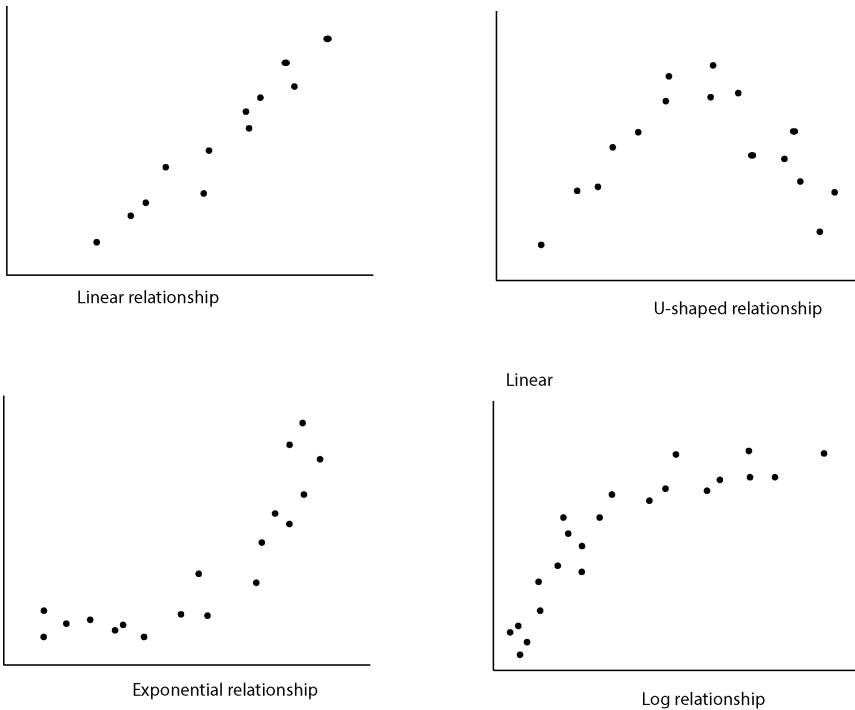 Linear relationship
U-shaped relationship
Linear
Exponential relationship
Log relationship